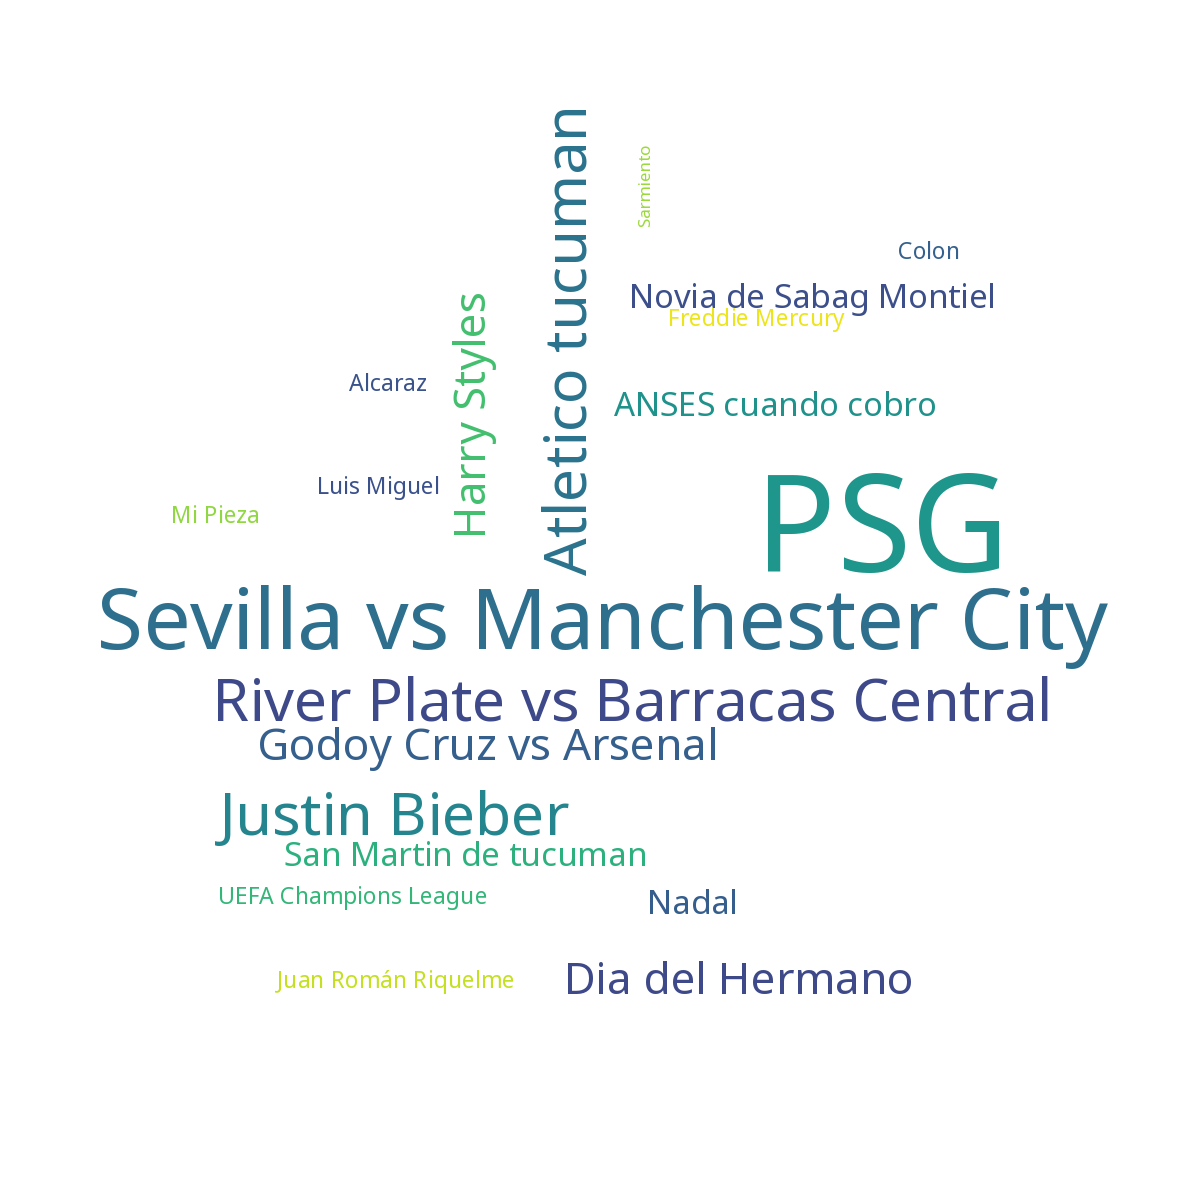 Atletico tucuman
Sarmiento
Colon
Novia de Sabag Montiel
Freddie Mercury
Harry Styles
Alcaraz
ANSES cuando cobro
Luis Miguel
Mi Pieza
PSG
Sevilla vs Manchester City
River Plate vs Barracas Central
Godoy Cruz vs Arsenal
Justin Bieber
San Martin de tucuman
UEFA Champions League
Nadal
Juan Román Riquelme
Dia del Hermano